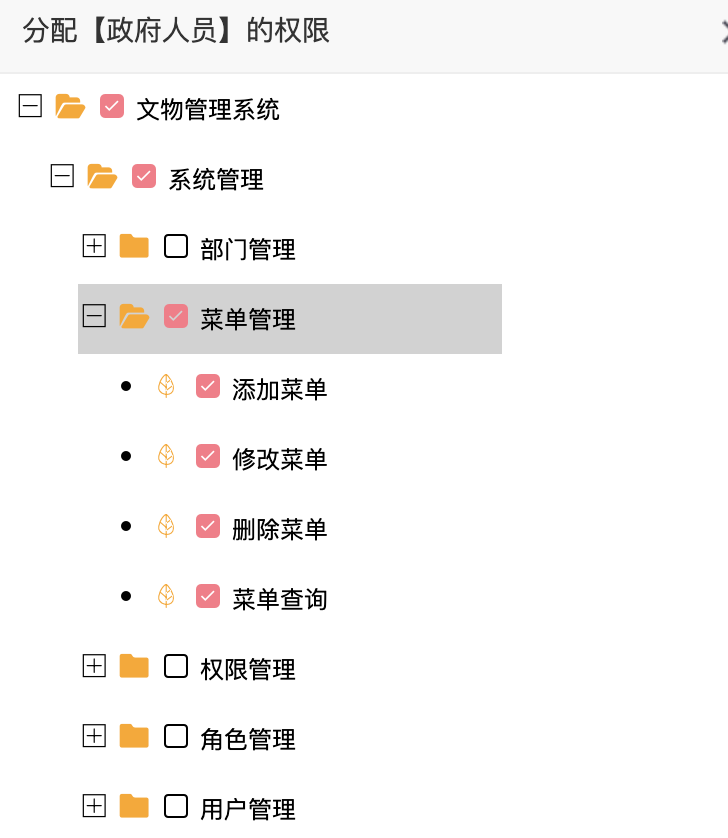 分配【政府人员】的权限
文物管理系统
系统管理
部门管理
菜单管理
添加菜单
修改菜单
删除菜单
菜单查询
权限管理
角色管理
用户管理